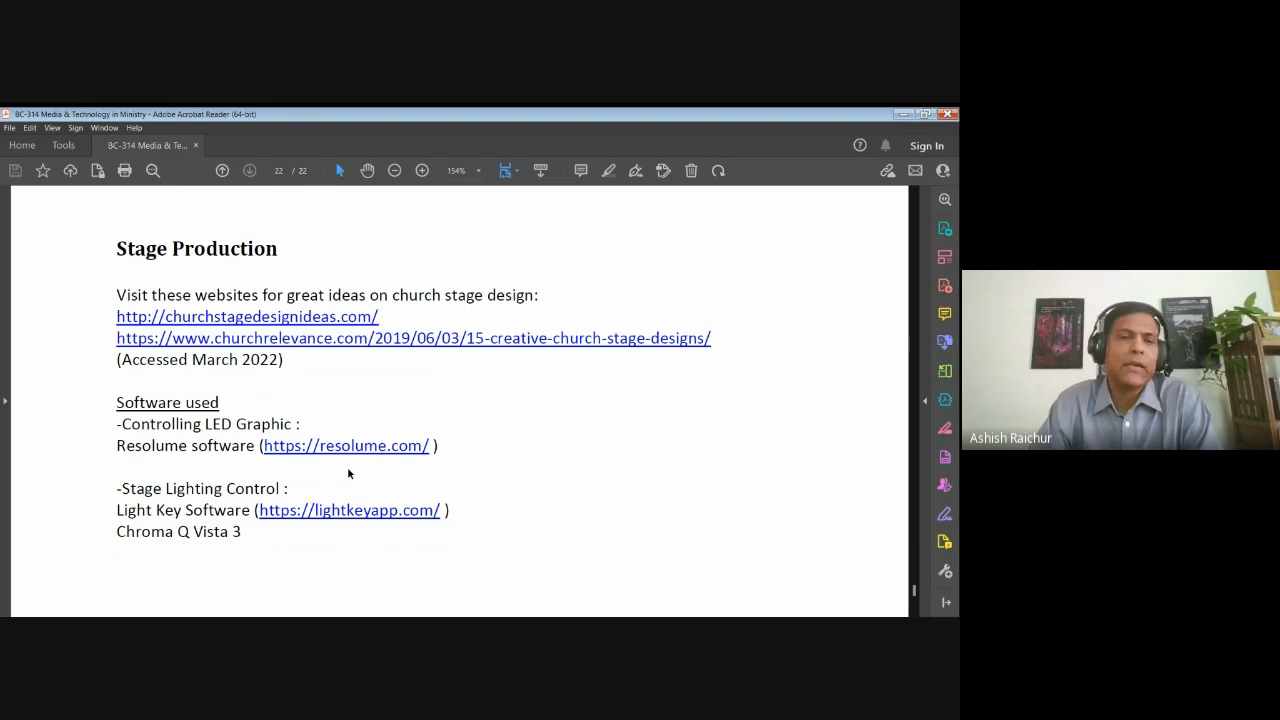 BC-314 Media & Technology in Ministry - Adobe Acrobat Reader (64-bit)
File Edit View Sign Window Help
Home Tools BC-314 Media & Te... × Sign In
22 / 22 154%
Stage Production
Visit these websites for great ideas on church stage design:
http://churchstagedesignideas.com/
https://www.churchrelevance.com/2019/06/03/15-creative-church-stage-designs/
(Accessed March 2022)
Software used
-Controlling LED Graphic :
Resolume software (https://resolume.com/ )
-Stage Lighting Control :
Light Key Software (https://lightkeyapp.com/ )
Chroma Q Vista 3
Ashish Raichur